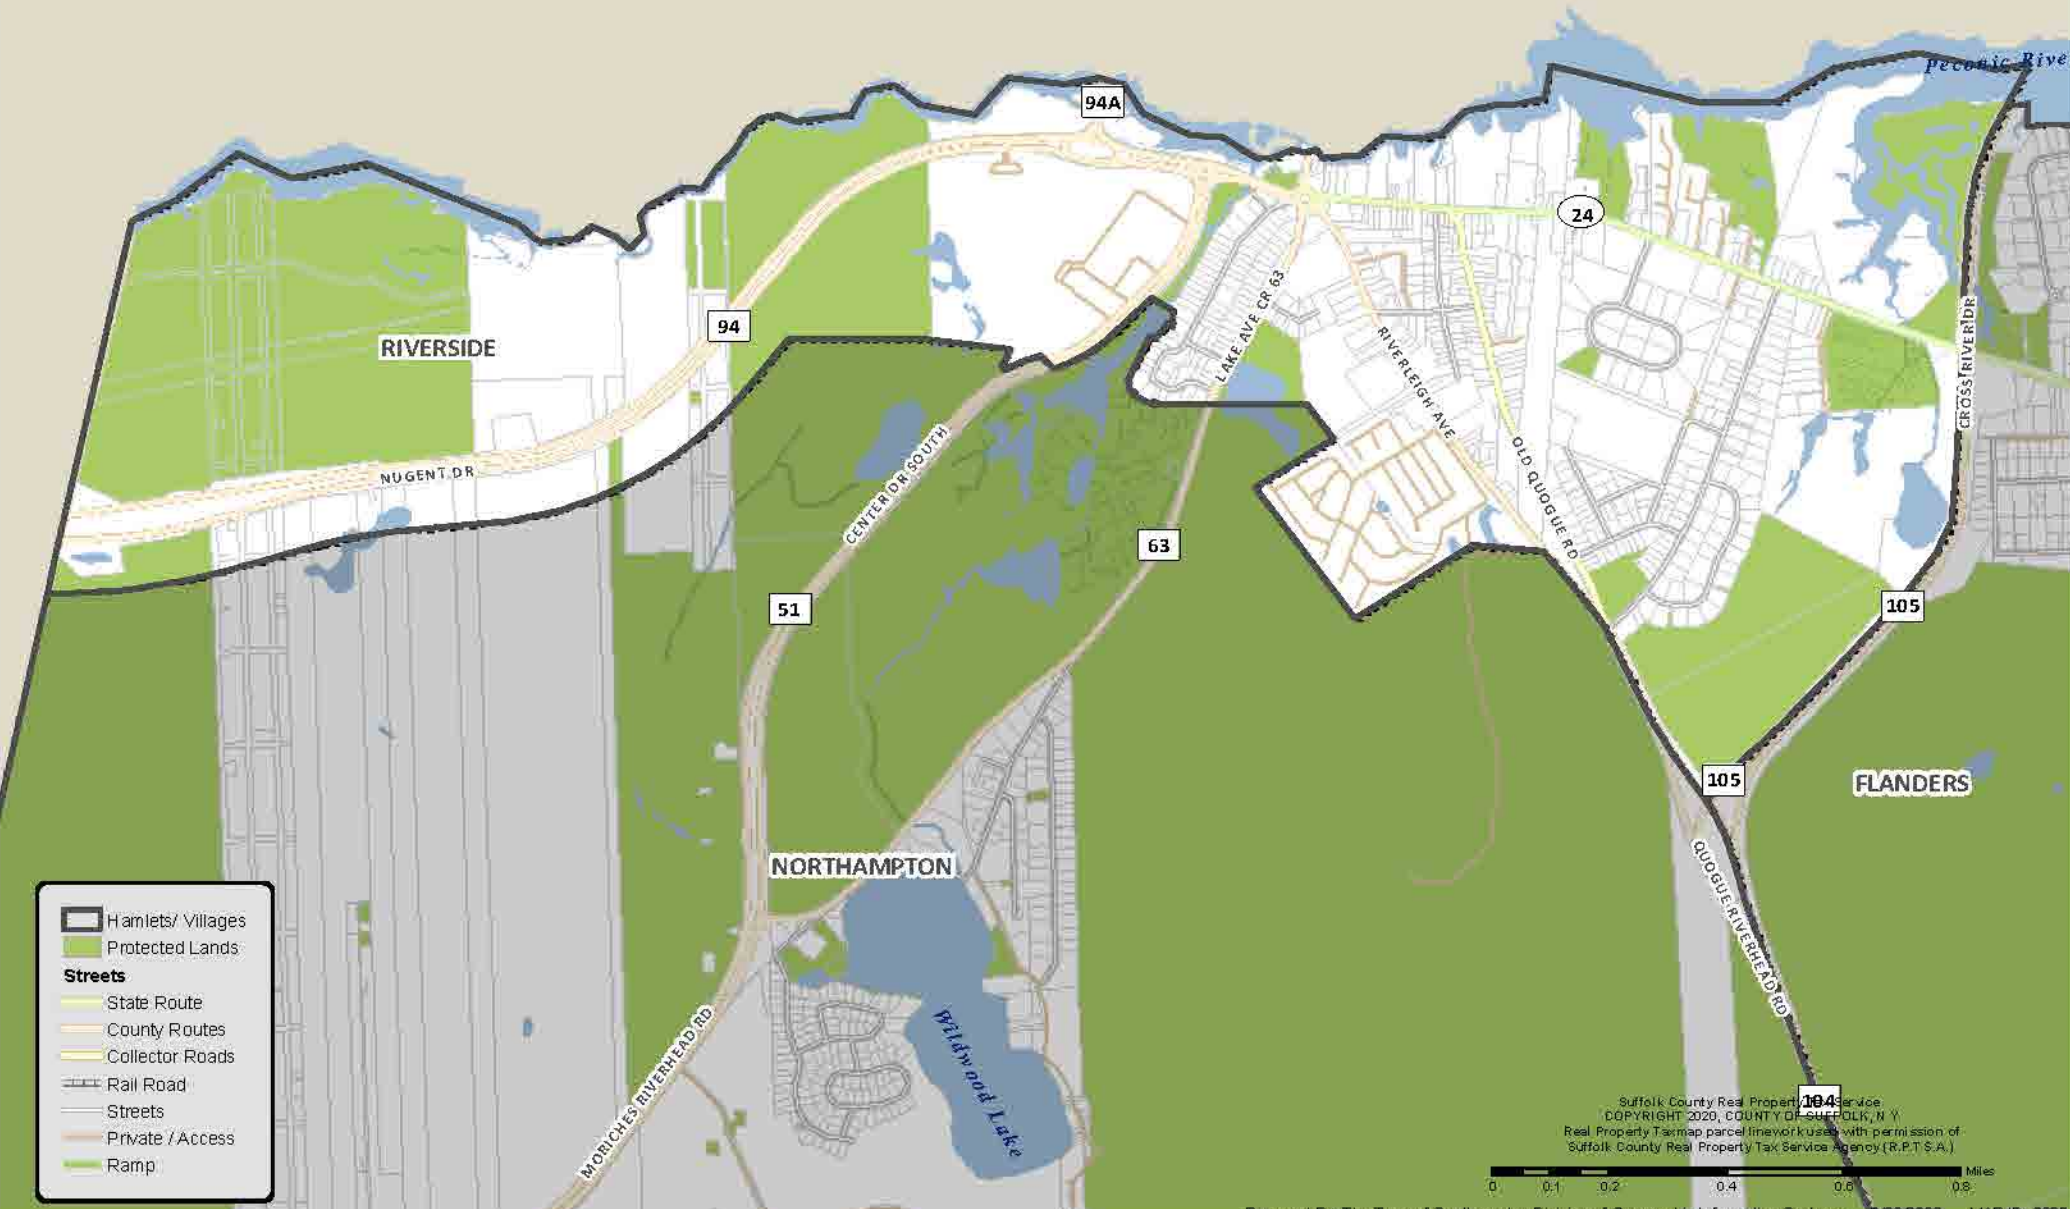 Peconic Rive
94A
24
94
RIVERSIDE
LAKE AVE CR 63
RIVERLEIGH AVE
CROSS RIVER DR
NUGENT DR
CENTER DR SOUTH
OLD QUOGUE RD
63
51
105
105
FLANDERS
NORTHAMPTON
QUOGUE RIVERHEAD RD
MORICHES RIVERHEAD RD
Wildwood Lake
104
Hamlets/ Villages
Protected Lands
Streets
State Route
County Routes
Collector Roads
Rail Road
Streets
Private / Access
Ramp
Suffolk County Real Property Service
COPYRIGHT 2020, COUNTY OF SUFFOLK, N Y
Real Property Taxmap parcel linework used with permission of
Suffolk County Real Property Tax Service Agency (R.P.T S.A.)
Miles
0 0.1 0.2 0.4 0.6 0.8